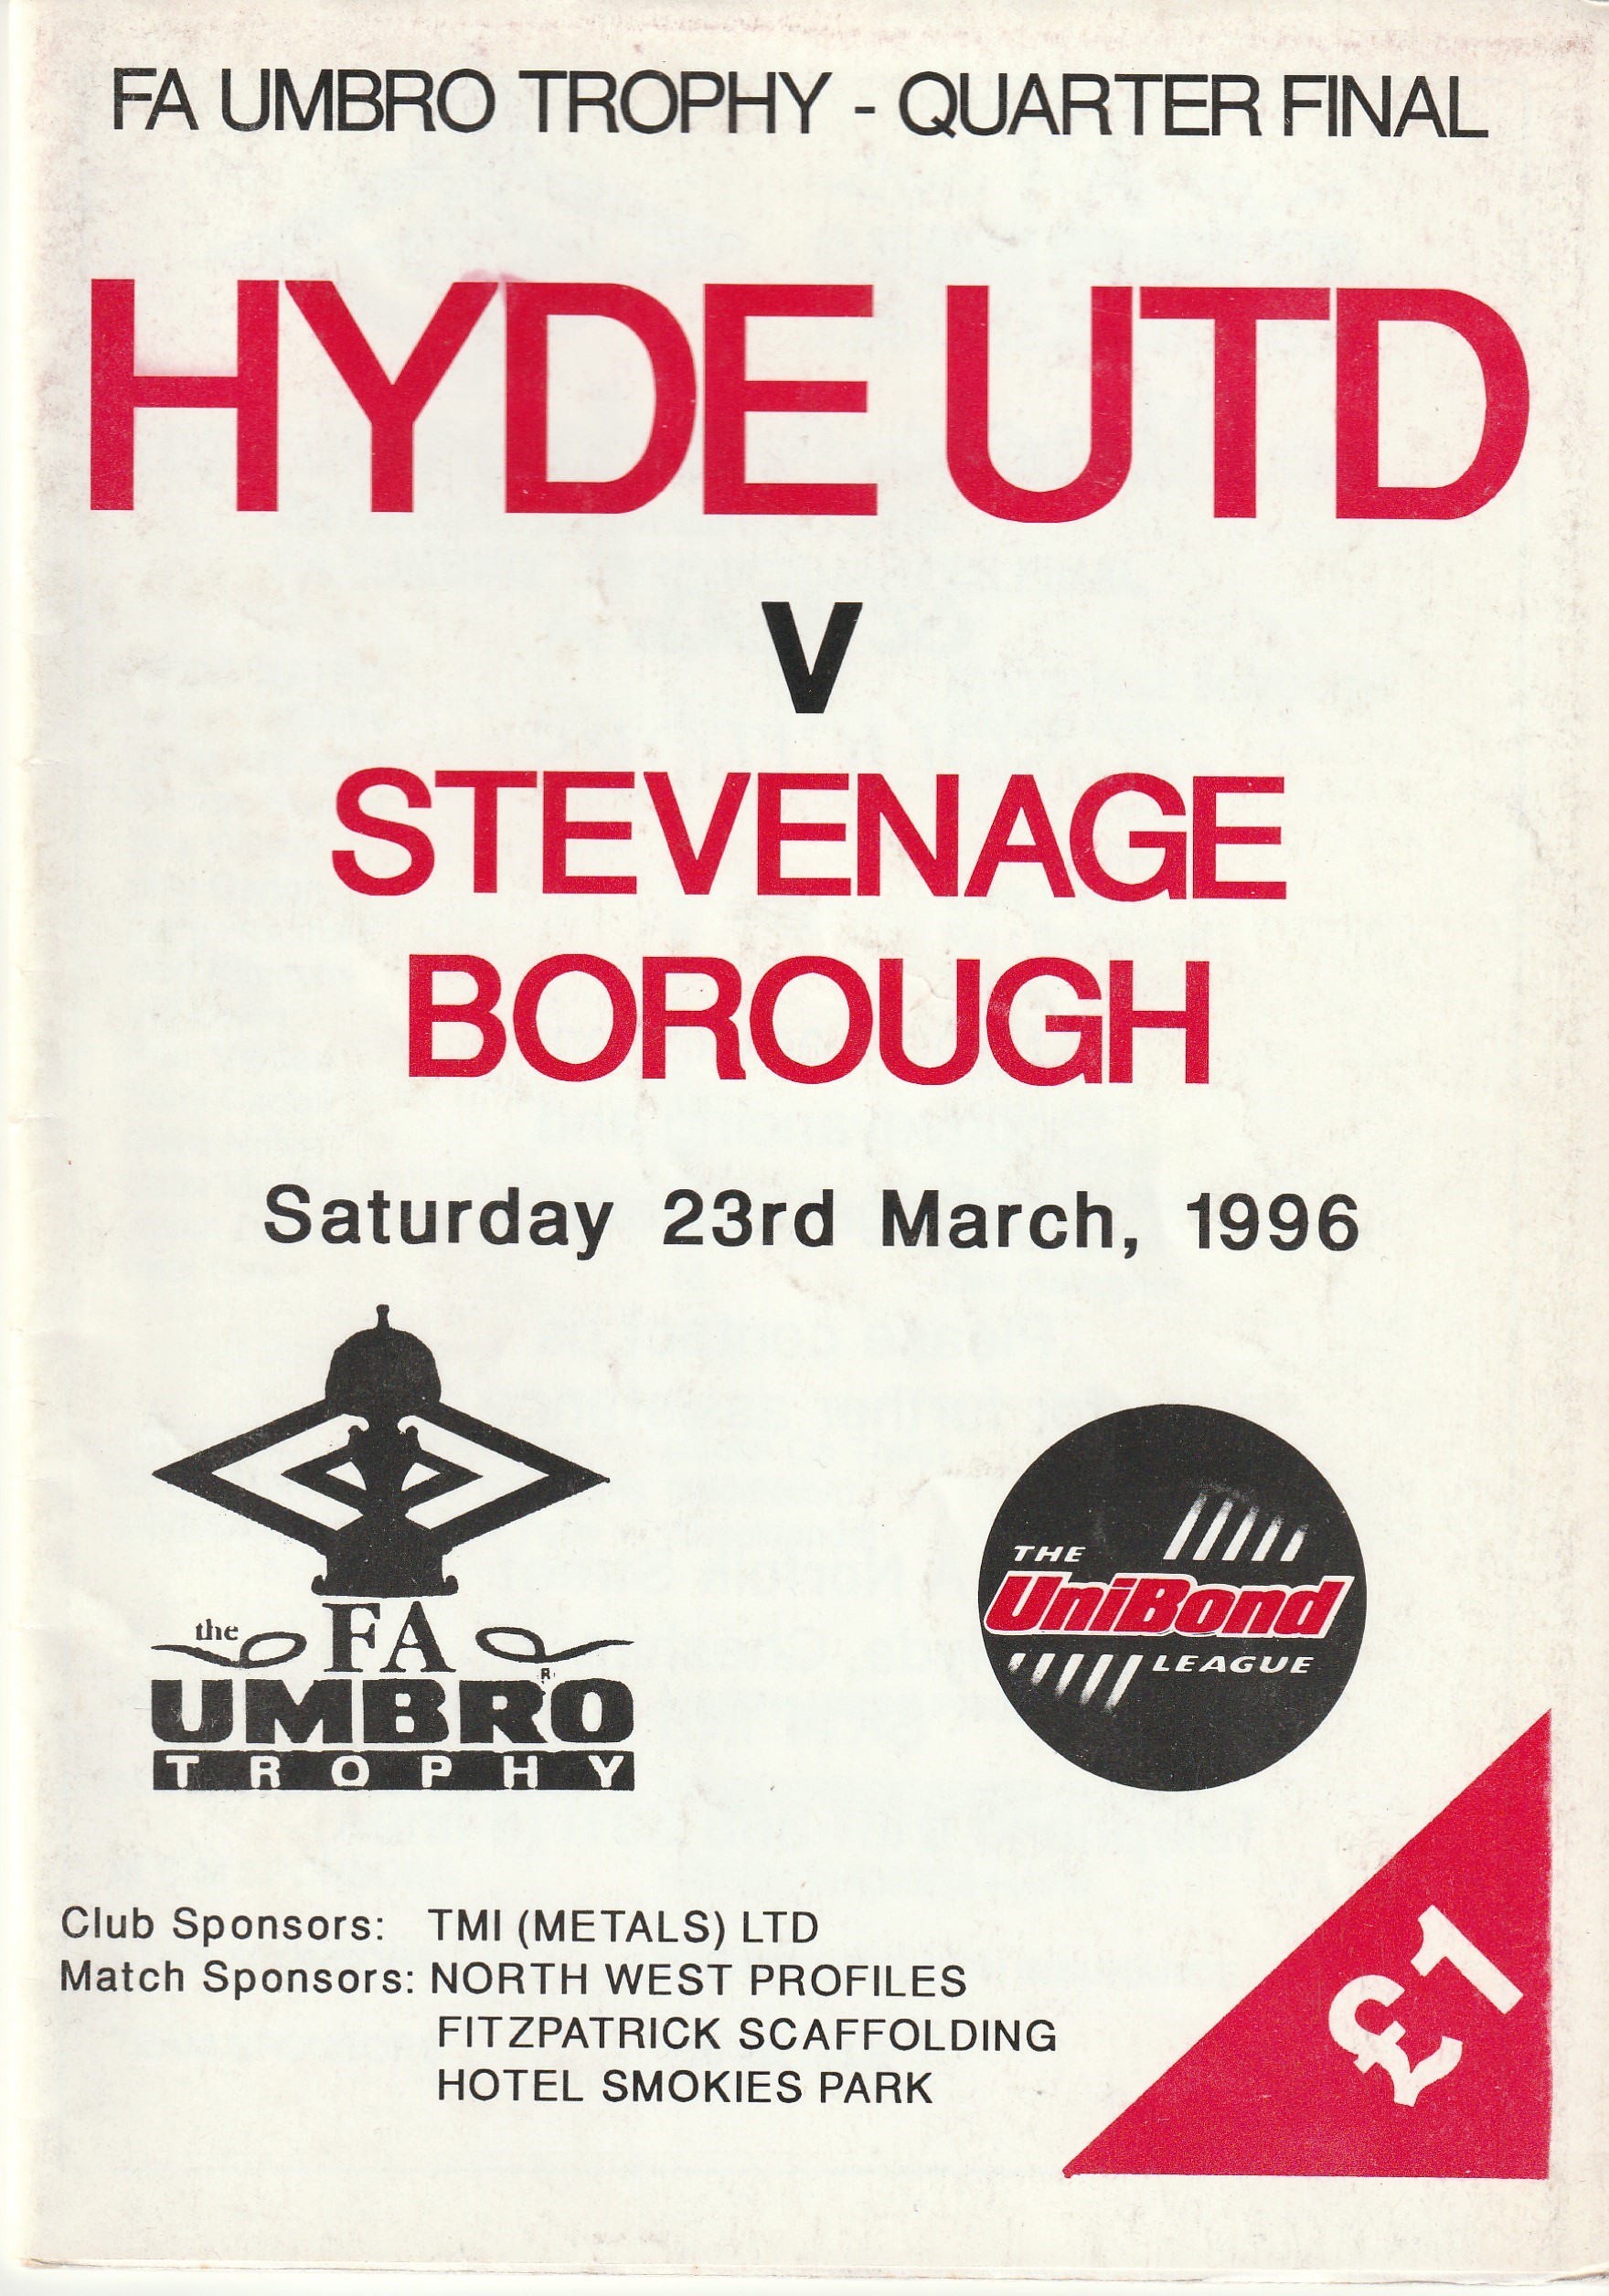 FA UMBRO TROPHY - QUARTER FINAL
HYDE UTD
V
STEVENAGE
BOROUGH
Saturday 23rd March, 1996
the FA
UMBRO
TROPHY
THE
UniBond
LEAGUE
Club Sponsors: TMI (METALS) LTD
Match Sponsors: NORTH WEST PROFILES
FITZPATRICK SCAFFOLDING
HOTEL SMOKIES PARK
£1